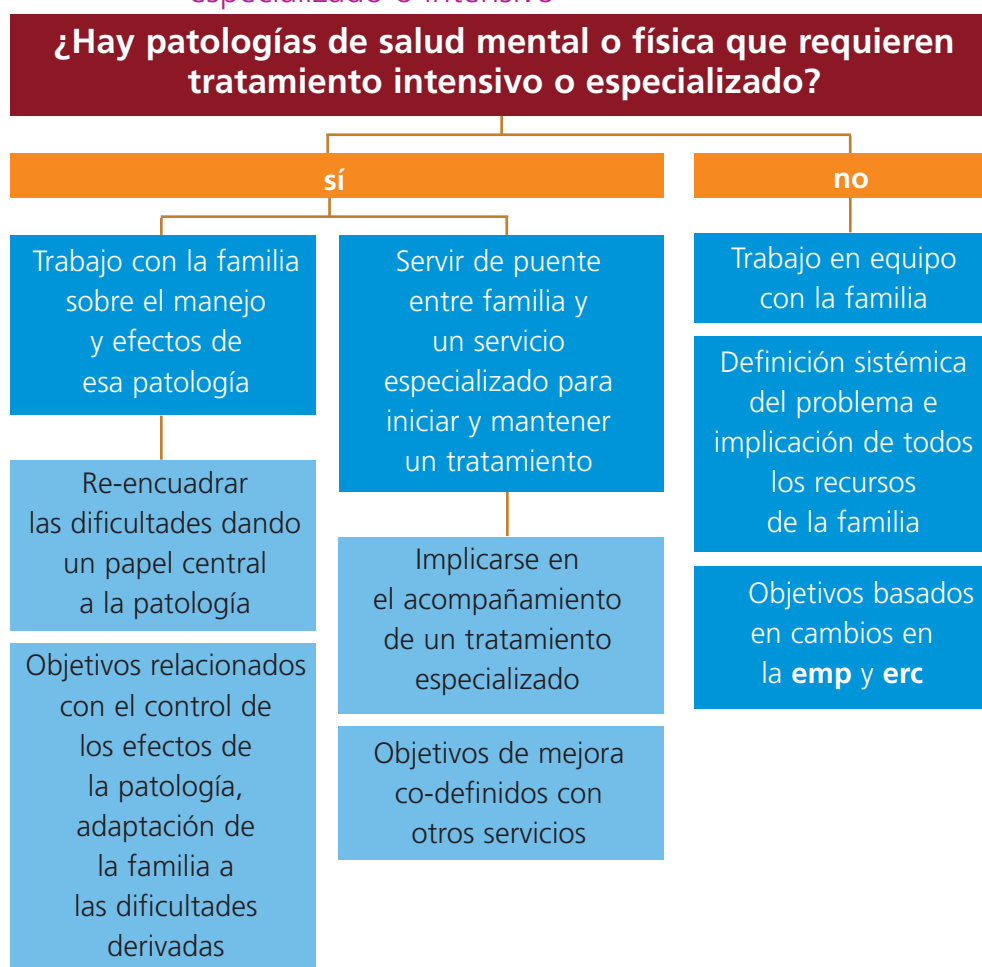 especializado o intensivo
¿Hay patologías de salud mental o física que requieren
tratamiento intensivo o especializado?
sí
no
Trabajo con la familia
sobre el manejo
y efectos de
esa patología
Re-encuadrar
las dificultades dando
un papel central
a la patología
Objetivos relacionados
con el control de
los efectos de
la patología,
adaptación de
la familia a
las dificultades
derivadas
Servir de puente
entre familia y
un servicio
especializado para
iniciar y mantener
un tratamiento
Implicarse en
el acompañamiento
de un tratamiento
especializado
Objetivos de mejora
co-definidos con
otros servicios
Trabajo en equipo
con la familia
Definición sistémica
del problema e
implicación de todos
los recursos
de la familia
Objetivos basados
en cambios en
la emp y erc